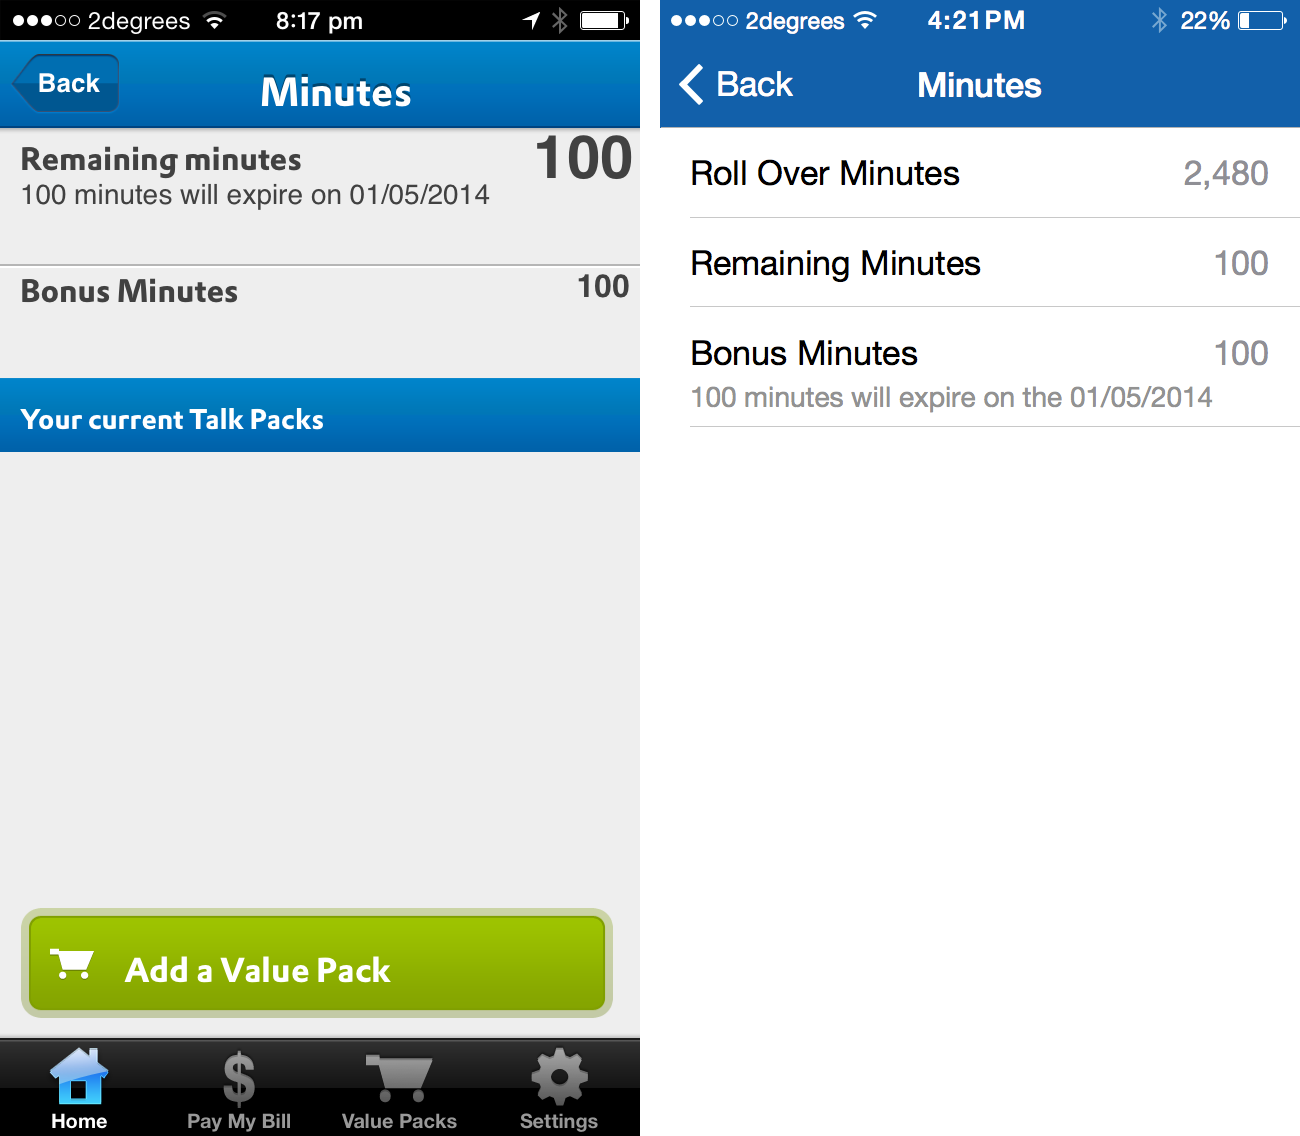 2degrees 8:17 pm
Back
Minutes
Remaining minutes 100
100 minutes will expire on 01/05/2014
Bonus Minutes 100
Your current Talk Packs
Add a Value Pack
Home Pay My Bill Value Packs Settings
2degrees 4:21PM 22%
Back Minutes
Roll Over Minutes 2,480
Remaining Minutes 100
Bonus Minutes 100
100 minutes will expire on the 01/05/2014